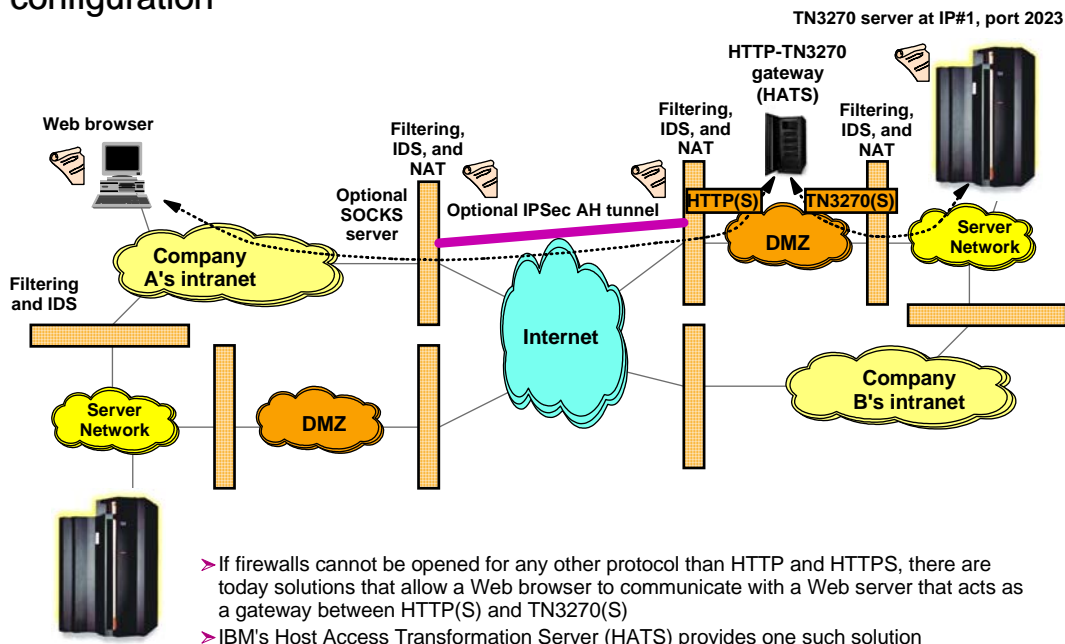 configuration
TN3270 server at IP#1, port 2023
HTTP-TN3270
gateway
(HATS)
Web browser
Filtering,
IDS, and
NAT
Filtering,
IDS, and
NAT
Filtering,
IDS, and
NAT
Optional
SOCKS
server
Optional IPSec AH tunnel
HTTP(S)
TN3270(S)
Company
A's intranet
DMZ
Server
Network
Filtering
and IDS
Internet
Server
Network
DMZ
Company
B's intranet
➢If firewalls cannot be opened for any other protocol than HTTP and HTTPS, there are
today solutions that allow a Web browser to communicate with a Web server that acts as
a gateway between HTTP(S) and TN3270(S)
➢IBM's Host Access Transformation Server (HATS) provides one such solution